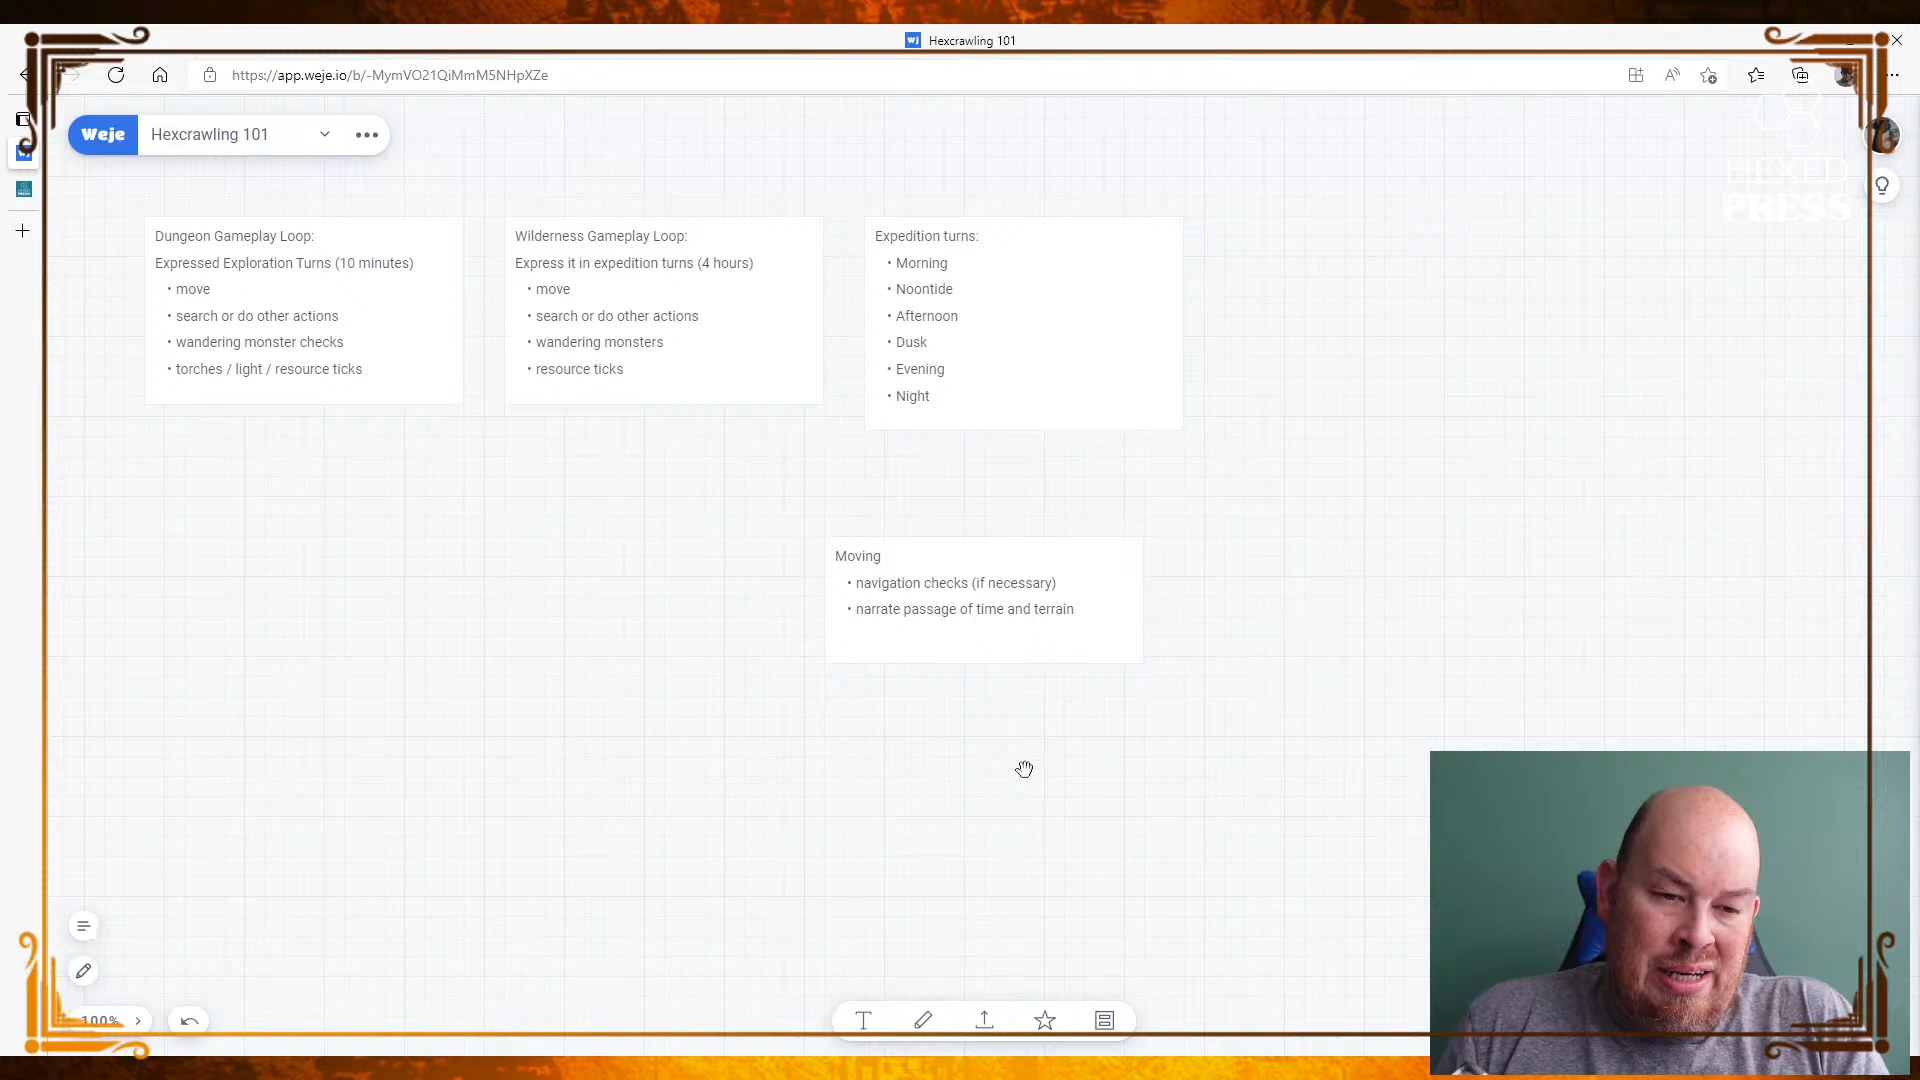 Hexcrawling 101
https://app.weje.io/b/-MymVO21QiMmM5NHpXZe
Weje
Hexcrawling 101
HEXED
PRESS
Dungeon Gameplay Loop:
Expressed Exploration Turns (10 minutes)
• move
• search or do other actions
• wandering monster checks
• torches / light / resource ticks
Wilderness Gameplay Loop:
Express it in expedition turns (4 hours)
• move
• search or do other actions
• wandering monsters
• resource ticks
Expedition turns:
• Morning
• Noontide
• Afternoon
• Dusk
• Evening
• Night
Moving
• navigation checks (if necessary)
• narrate passage of time and terrain
100%